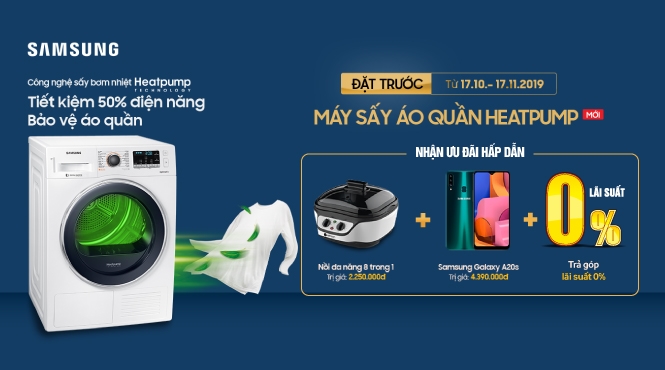 SAMSUNG
Công nghệ sấy bơm nhiệt Heatpump
TECHNOLOGY
Tiết kiệm 50% điện năng
Bảo vệ áo quần
SAMSUNG
ĐẶT TRƯỚC
TỪ 17.10.- 17.11.2019
MÁY SẤY ÁO QUẦN HEATPUMP MỚI
NHẬN ƯU ĐÃI HẤP DẪN
+
+
0%
LÃI SUẤT
SAMSUNG
Nồi đa năng 8 trong 1
Trị giá: 2.250.000đ
Samsung Galaxy A20s
Trị giá: 4.390.000đ
Trả góp
lãi suất 0%